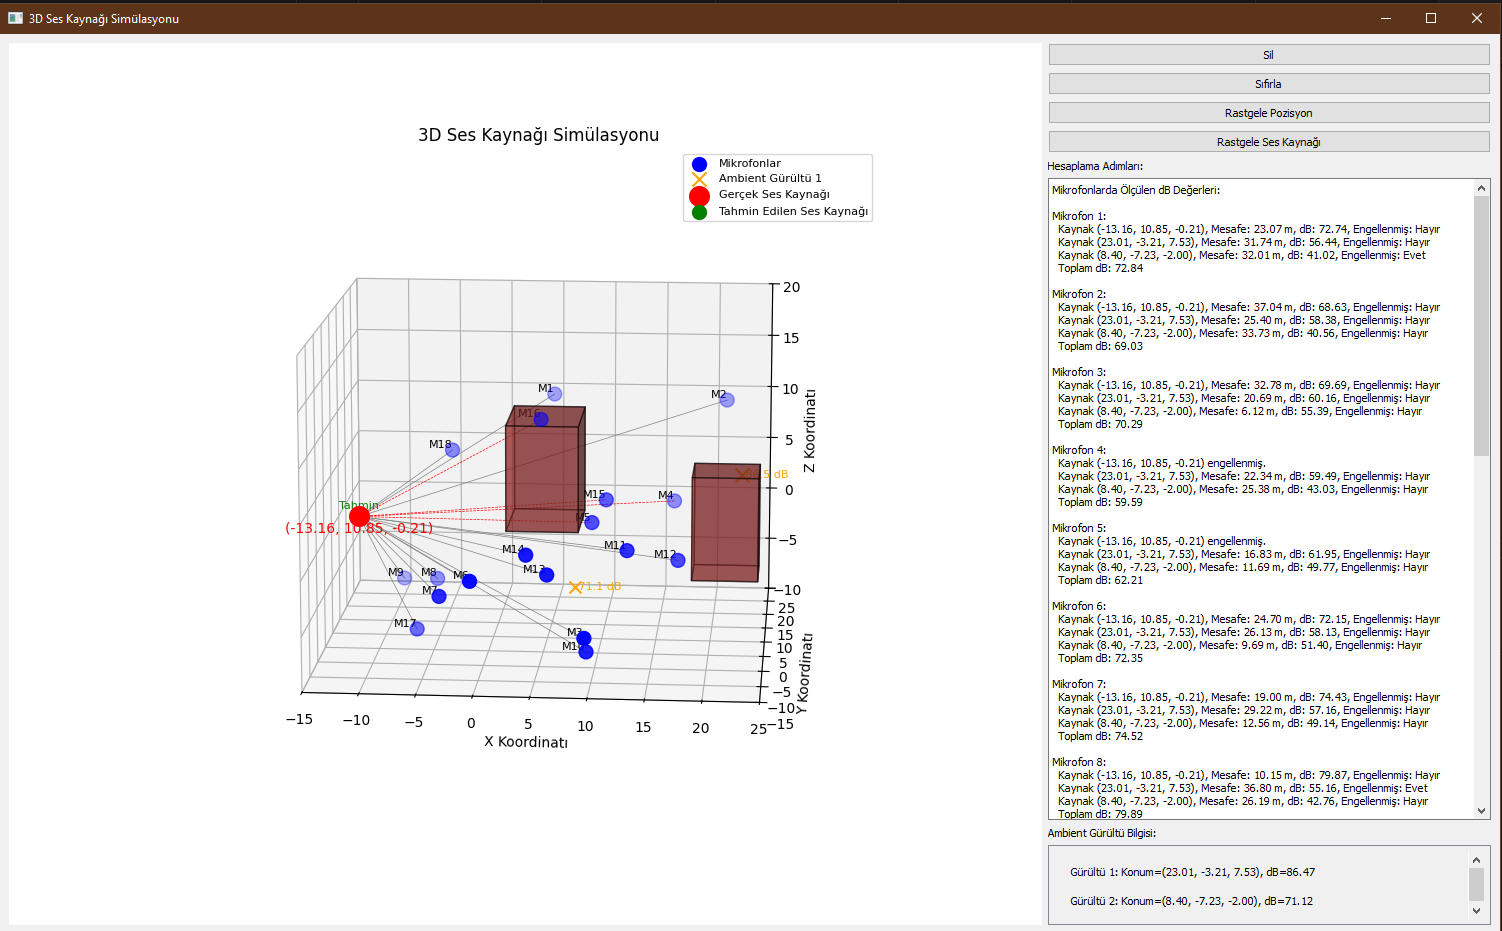 3D Ses Kaynağı Simülasyonu
3D Ses Kaynağı Simülasyonu
Mikrofonlar
Ambient Gürültü 1
Gerçek Ses Kaynağı
Tahmin Edilen Ses Kaynağı
20
15
10
5
0
−5
−10
Z Koordinatı
25
20
15
10
5
0
−5
−10
−15
Y Koordinatı
−15
−10
−5
0
5
10
15
20
25
X Koordinatı
M1
M2
M16
M18
M15
M4
M5
M14
M11
M12
M13
M9
M8
M6
M7
M17
M3
Tahmin
(-13.16, 10.85, -0.21)
71.1 dB
Sil
Sıfırla
Rastgele Pozisyon
Rastgele Ses Kaynağı
Hesaplama Adımları:
Mikrofonlarda Ölçülen dB Değerleri:
Mikrofon 1:
Kaynak (-13.16, 10.85, -0.21), Mesafe: 23.07 m, dB: 72.74, Engellenmiş: Hayır
Kaynak (23.01, -3.21, 7.53), Mesafe: 31.74 m, dB: 56.44, Engellenmiş: Hayır
Kaynak (8.40, -7.23, -2.00), Mesafe: 32.01 m, dB: 41.02, Engellenmiş: Evet
Toplam dB: 72.84
Mikrofon 2:
Kaynak (-13.16, 10.85, -0.21), Mesafe: 37.04 m, dB: 68.63, Engellenmiş: Hayır
Kaynak (23.01, -3.21, 7.53), Mesafe: 25.40 m, dB: 58.38, Engellenmiş: Hayır
Kaynak (8.40, -7.23, -2.00), Mesafe: 33.73 m, dB: 40.56, Engellenmiş: Hayır
Toplam dB: 69.03
Mikrofon 3:
Kaynak (-13.16, 10.85, -0.21), Mesafe: 32.78 m, dB: 69.69, Engellenmiş: Hayır
Kaynak (23.01, -3.21, 7.53), Mesafe: 20.69 m, dB: 60.16, Engellenmiş: Hayır
Kaynak (8.40, -7.23, -2.00), Mesafe: 6.12 m, dB: 55.39, Engellenmiş: Hayır
Toplam dB: 70.29
Mikrofon 4:
Kaynak (-13.16, 10.85, -0.21) engellenmiş.
Kaynak (23.01, -3.21, 7.53), Mesafe: 22.34 m, dB: 59.49, Engellenmiş: Hayır
Kaynak (8.40, -7.23, -2.00), Mesafe: 25.38 m, dB: 43.03, Engellenmiş: Hayır
Toplam dB: 59.59
Mikrofon 5:
Kaynak (-13.16, 10.85, -0.21) engellenmiş.
Kaynak (23.01, -3.21, 7.53), Mesafe: 16.83 m, dB: 61.95, Engellenmiş: Hayır
Kaynak (8.40, -7.23, -2.00), Mesafe: 11.69 m, dB: 49.77, Engellenmiş: Hayır
Toplam dB: 62.21
Mikrofon 6:
Kaynak (-13.16, 10.85, -0.21), Mesafe: 24.70 m, dB: 72.15, Engellenmiş: Hayır
Kaynak (23.01, -3.21, 7.53), Mesafe: 26.13 m, dB: 58.13, Engellenmiş: Hayır
Kaynak (8.40, -7.23, -2.00), Mesafe: 9.69 m, dB: 51.40, Engellenmiş: Hayır
Toplam dB: 72.35
Mikrofon 7:
Kaynak (-13.16, 10.85, -0.21), Mesafe: 19.00 m, dB: 74.43, Engellenmiş: Hayır
Kaynak (23.01, -3.21, 7.53), Mesafe: 29.22 m, dB: 57.16, Engellenmiş: Hayır
Kaynak (8.40, -7.23, -2.00), Mesafe: 12.56 m, dB: 49.14, Engellenmiş: Hayır
Toplam dB: 74.52
Mikrofon 8:
Kaynak (-13.16, 10.85, -0.21), Mesafe: 10.15 m, dB: 79.87, Engellenmiş: Hayır
Kaynak (23.01, -3.21, 7.53), Mesafe: 36.80 m, dB: 55.16, Engellenmiş: Evet
Kaynak (8.40, -7.23, -2.00), Mesafe: 26.19 m, dB: 42.76, Engellenmiş: Hayır
Toplam dB: 79.89
Ambient Gürültü Bilgisi:
Gürültü 1: Konum=(23.01, -3.21, 7.53), dB=86.47
Gürültü 2: Konum=(8.40, -7.23, -2.00), dB=71.12